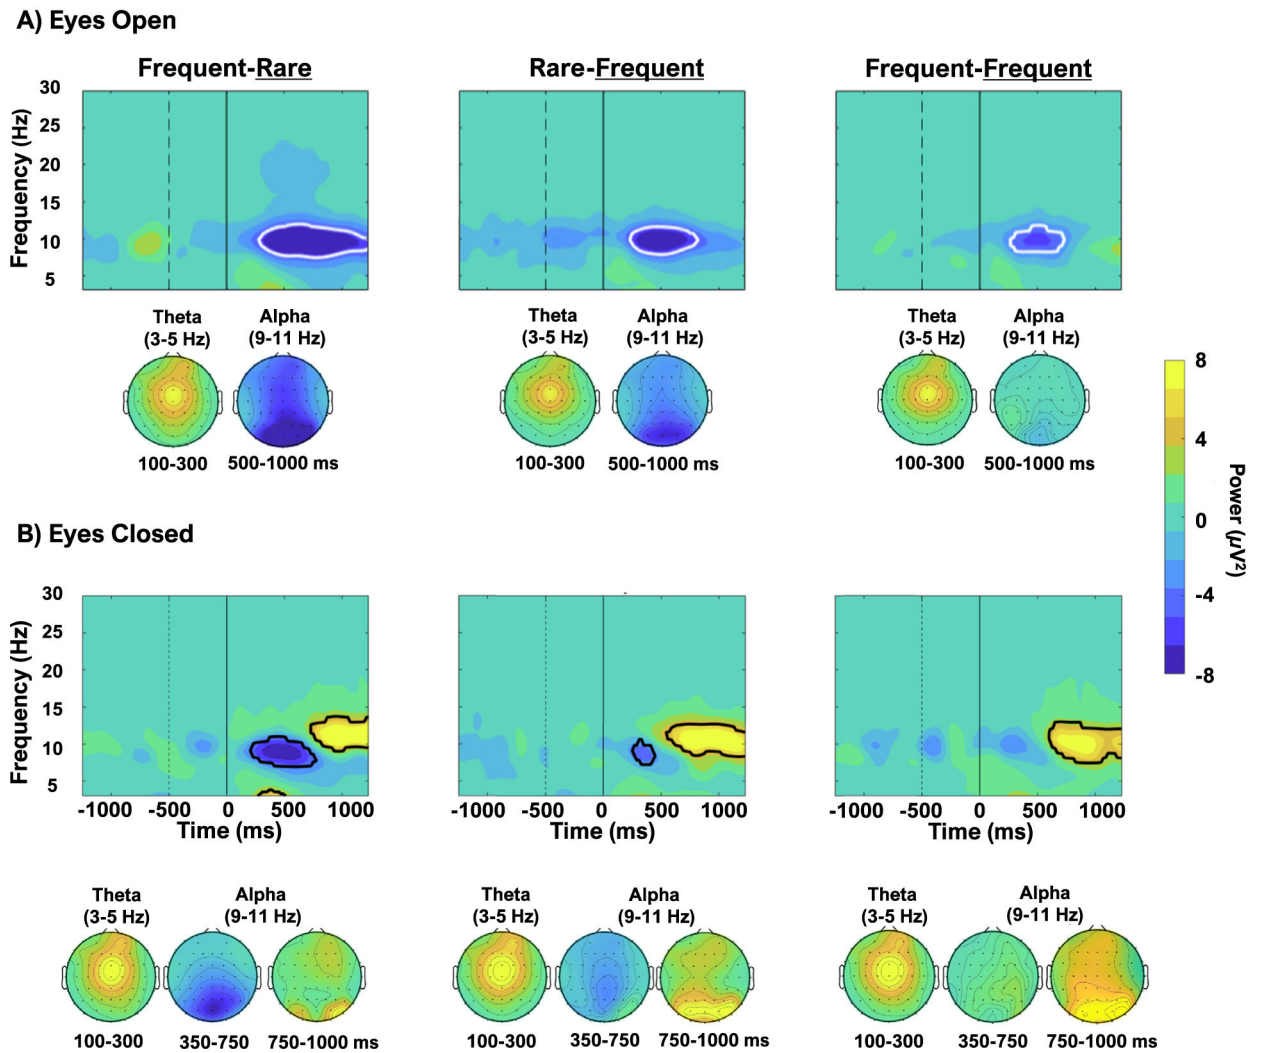 A) Eyes Open
Frequent-Rare
Rare-Frequent
Frequent-Frequent
Frequency (Hz)
30
25
20
15
10
5
Theta
(3-5 Hz)
Alpha
(9-11 Hz)
100-300
500-1000 ms
Theta
(3-5 Hz)
Alpha
(9-11 Hz)
100-300
500-1000 ms
Theta
(3-5 Hz)
Alpha
(9-11 Hz)
100-300
500-1000 ms
8
4
0
-4
-8
Power (µV²)
B) Eyes Closed
Frequency (Hz)
30
20
15
10
5
-1000 -500 0 500 1000
Time (ms)
-1000 -500 0 500 1000
Time (ms)
-1000 -500 0 500 1000
Time (ms)
Theta
(3-5 Hz)
Alpha
(9-11 Hz)
100-300
350-750
750-1000 ms
Theta
(3-5 Hz)
Alpha
(9-11 Hz)
100-300
350-750
750-1000 ms
Theta
(3-5 Hz)
Alpha
(9-11 Hz)
100-300
350-750
750-1000 ms